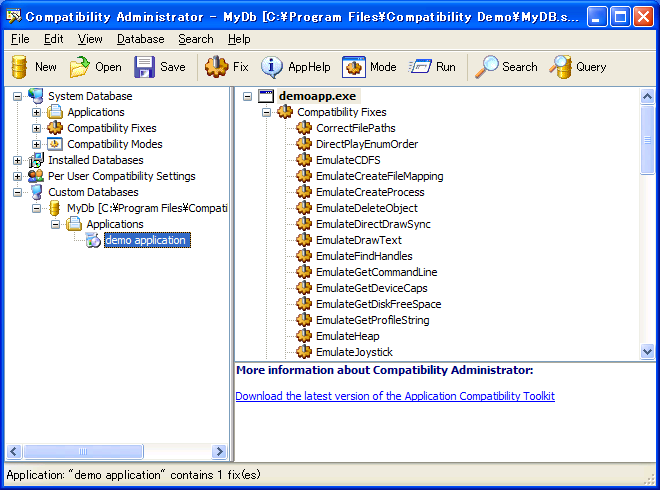 Compatibility Administrator - MyDb [C:¥Program Files¥Compatibility Demo¥MyDB.s...
File Edit View Database Search Help
New Open Save Fix AppHelp Mode Run Search Query
System Database
Applications
Compatibility Fixes
Compatibility Modes
Installed Databases
Per User Compatibility Settings
Custom Databases
MyDb [C:¥Program Files¥Compati
Applications
demo application
demoapp.exe
Compatibility Fixes
CorrectFilePaths
DirectPlayEnumOrder
EmulateCDFS
EmulateCreateFileMapping
EmulateCreateProcess
EmulateDeleteObject
EmulateDirectDrawSync
EmulateDrawText
EmulateFindHandles
EmulateGetCommandLine
EmulateGetDeviceCaps
EmulateGetDiskFreeSpace
EmulateGetProfileString
EmulateHeap
EmulateJoystick
More information about Compatibility Administrator:
Download the latest version of the Application Compatibility Toolkit
Application: "demo application" contains 1 fix(es)